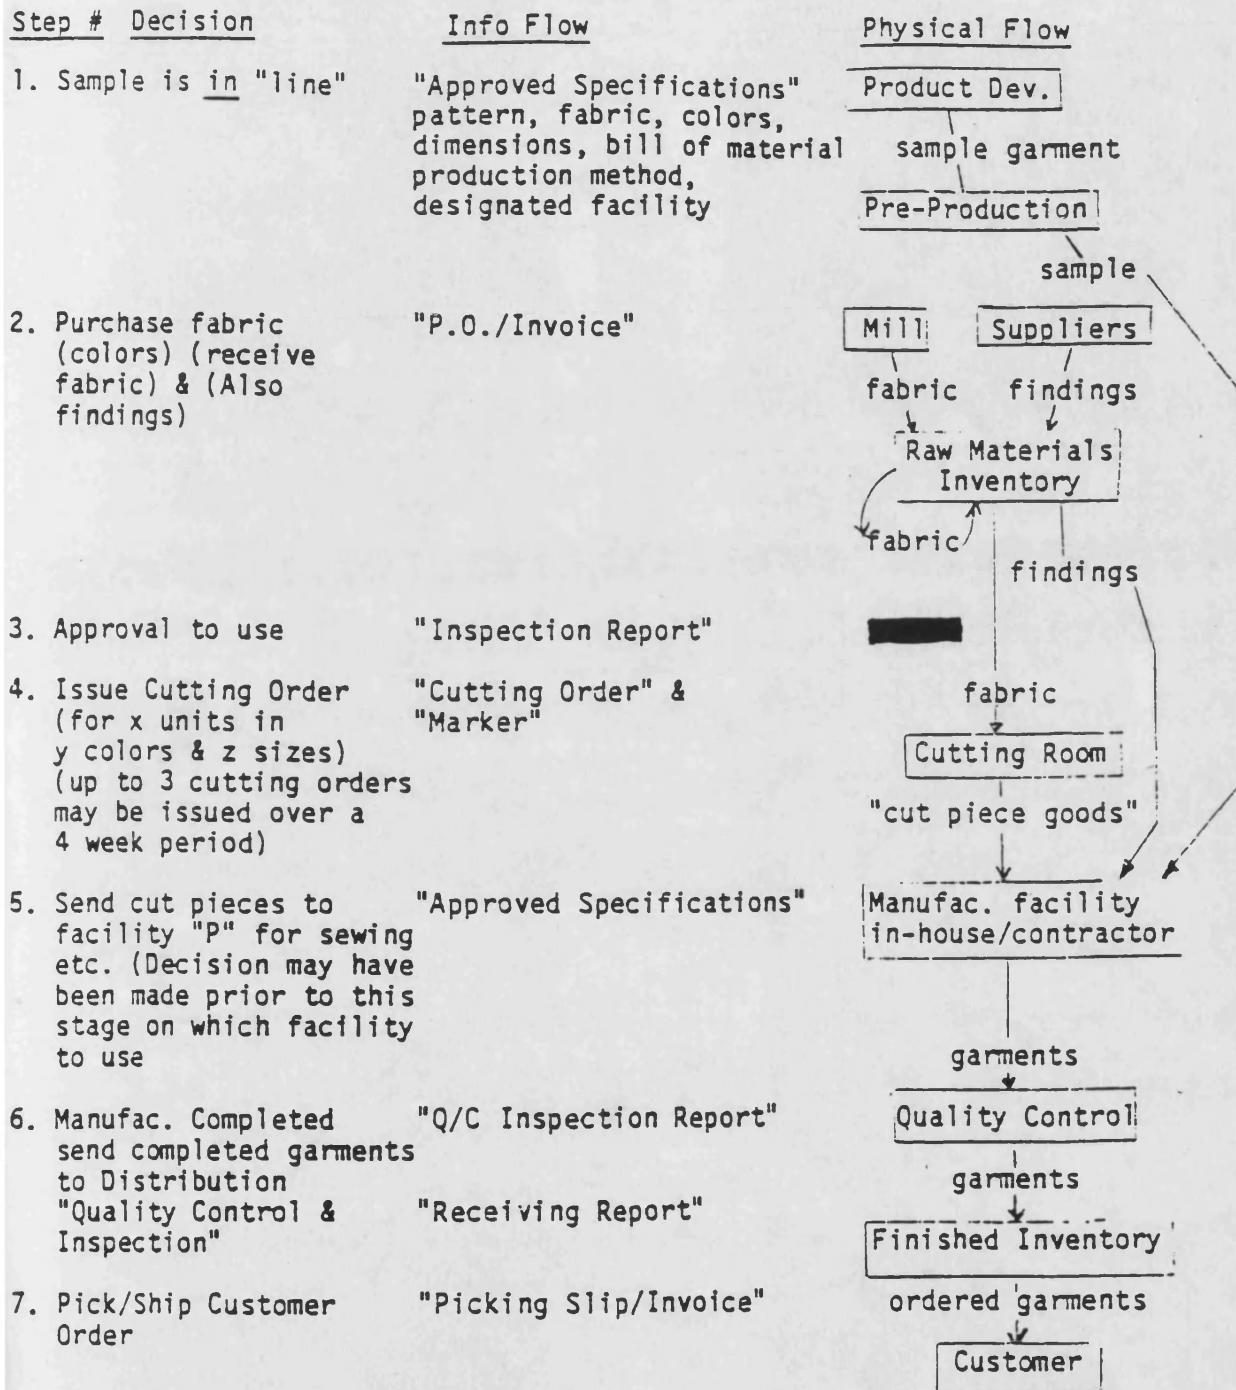 Step # Decision Info Flow Physical Flow
1. Sample is in "line" "Approved Specifications" Product Dev.
pattern, fabric, colors,
dimensions, bill of material sample garment
production method,
designated facility Pre-Production
sample
2. Purchase fabric "P.O./Invoice" Mill Suppliers
(colors) (receive
fabric) & (Also fabric findings
findings)
Raw Materials
Inventory
fabric
findings
3. Approval to use "Inspection Report"
4. Issue Cutting Order "Cutting Order" & fabric
(for x units in "Marker"
y colors & z sizes) Cutting Room
(up to 3 cutting orders
may be issued over a "cut piece goods"
4 week period)
5. Send cut pieces to "Approved Specifications" Manufac. facility
facility "P" for sewing in-house/contractor
etc. (Decision may have
been made prior to this
stage on which facility
to use garments
6. Manufac. Completed "Q/C Inspection Report" Quality Control
send completed garments
to Distribution garments
"Quality Control & "Receiving Report"
Inspection" Finished Inventory
7. Pick/Ship Customer "Picking Slip/Invoice" ordered garments
Order
Customer